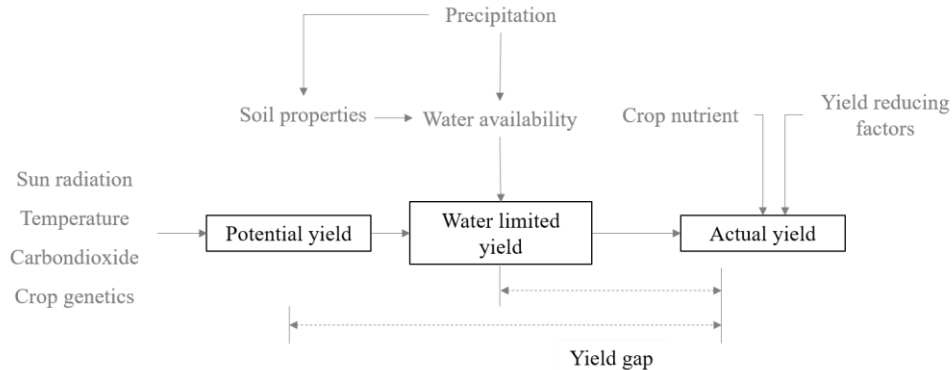 Precipitation
Soil properties
Water availability
Crop nutrient
Yield reducing
factors
Sun radiation
Temperature
Carbondioxide
Crop genetics
Potential yield
Water limited
yield
Actual yield
Yield gap